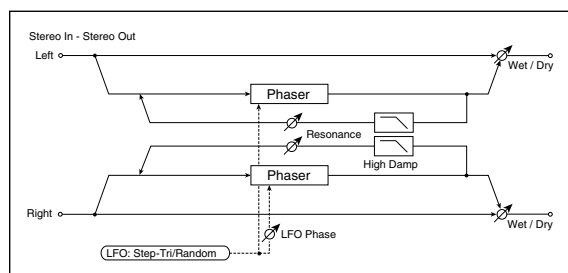 Stereo In - Stereo Out
Left
Wet / Dry
Phaser
Resonance
High Damp
Phaser
Right
LFO Phase
Wet / Dry
LFO: Step-Tri/Random